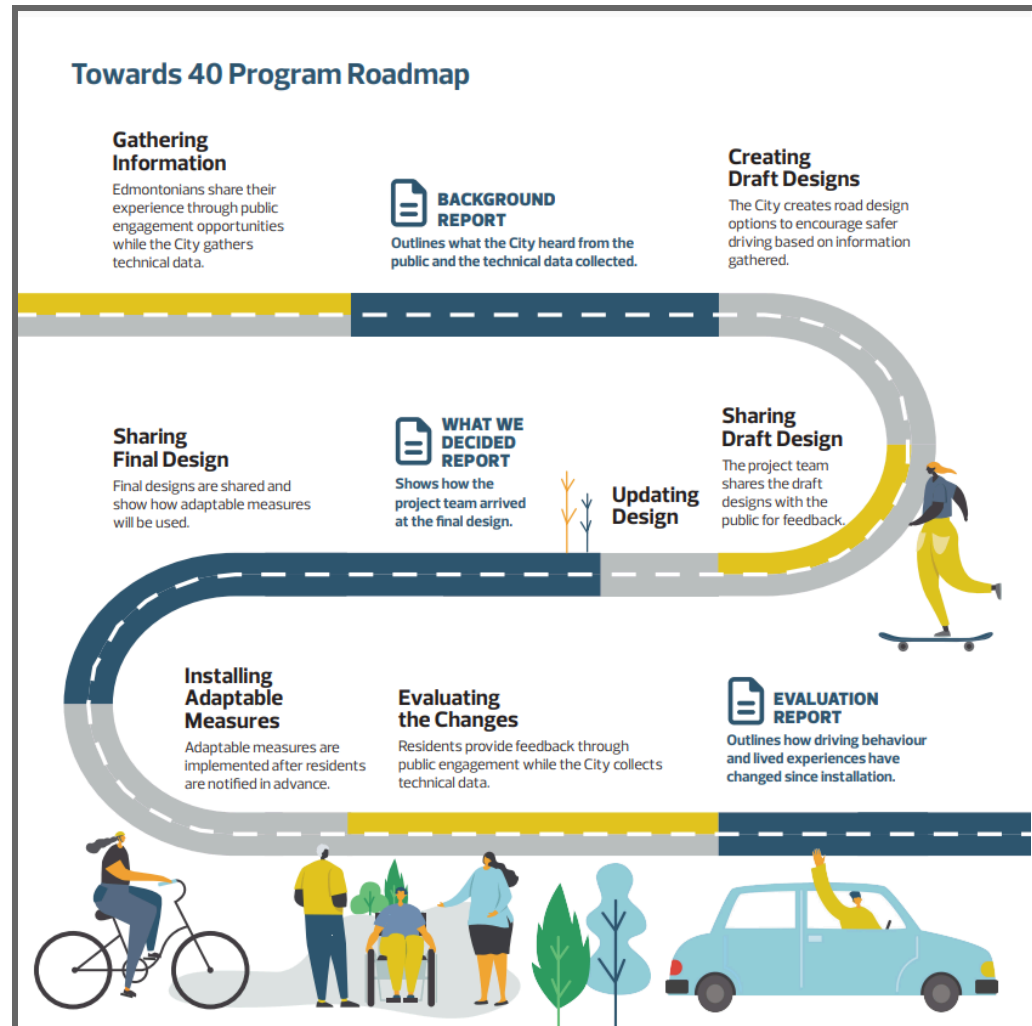 Towards 40 Program Roadmap
Gathering
Information
Edmontonians share their
experience through public
engagement opportunities
while the City gathers
technical data.
BACKGROUND
REPORT
Outlines what the City heard from the
public and the technical data collected.
Creating
Draft Designs
The City creates road design
options to encourage safer
driving based on information
gathered.
Sharing
Draft Design
The project team
shares the draft
designs with the
public for feedback.
Updating
Design
WHAT WE
DECIDED
REPORT
Shows how the
project team arrived
at the final design.
Sharing
Final Design
Final designs are shared and
show how adaptable measures
will be used.
Installing
Adaptable
Measures
Adaptable measures are
implemented after residents
are notified in advance.
Evaluating
the Changes
Residents provide feedback through
public engagement while the City collects
technical data.
EVALUATION
REPORT
Outlines how driving behaviour
and lived experiences have
changed since installation.